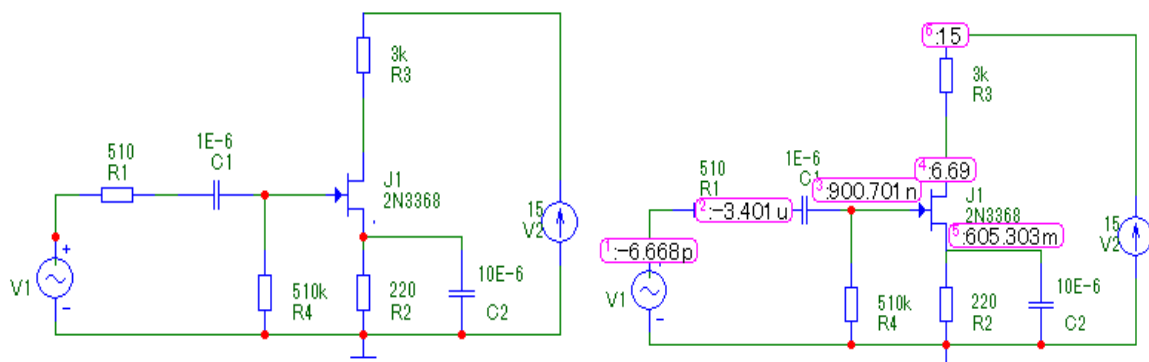 3k
R3
510
R1
1E-6
C1
J1
2N3368
15
V2
V1
510k
R4
220
R2
10E-6
C2
6:15
3k
R3
510
R1
1E-6
C1
4:6.69
3:900.701n
J1
2N3368
2:-3.401u
5:605.303m
15
V2
1:-6.668p
V1
510k
R4
220
R2
10E-6
C2